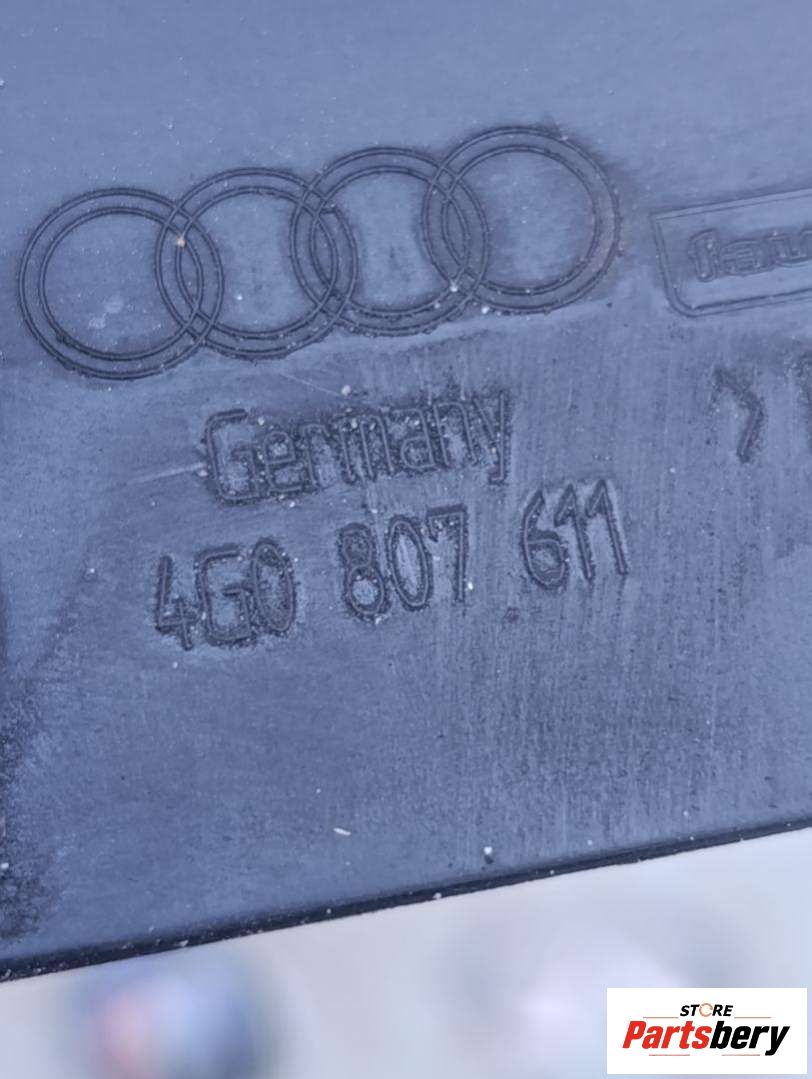 Germany
4G0 807 611
STORE
Partsbery